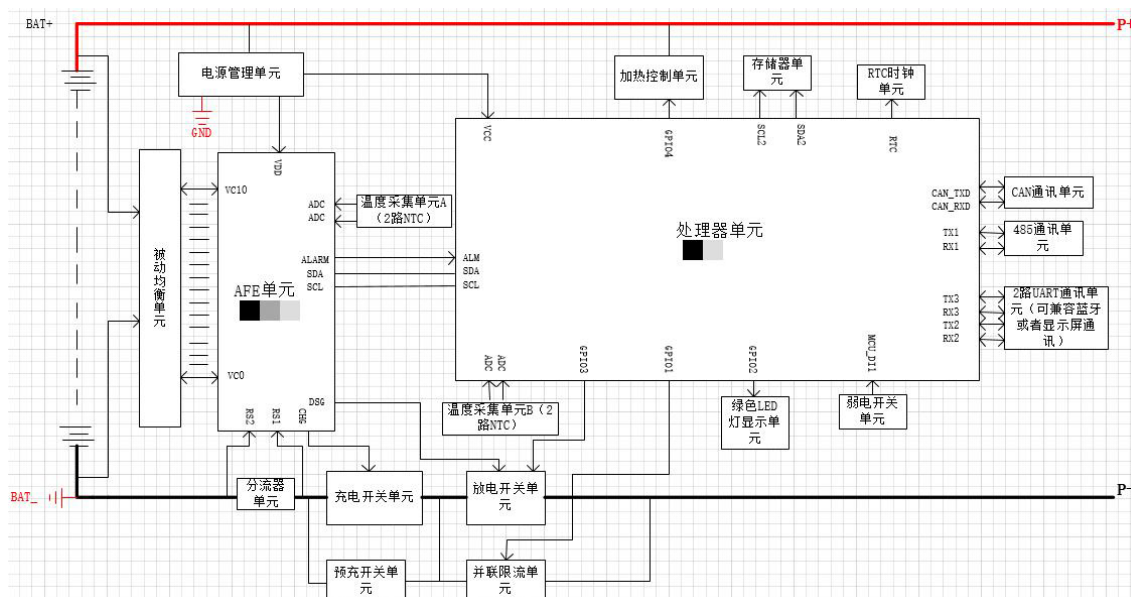 BAT+
P+
电源管理单元
GND
加热控制单元
存储器单
元
RTC时钟
单元
VCC
GPIO4
SCL2
SDA2
RTC
VDD
VC10
ADC
ADC
温度采集单元A
（2路NTC）
CAN_TXD
CAN_RXD
CAN通讯单元
处理器单元
TX1
RX1
485通讯单
元
被动均衡单元
ALARM
SDA
SCL
ALM
SDA
SCL
AFE单元
TX3
RX3
TX2
RX2
2路UART通讯单
元（可兼容蓝牙
或者显示屏通
讯）
VC0
ADC
ADC
GPIO3
GPIO1
GPIO2
MCU_DI1
RS2
RS1
CHG
DSG
温度采集单元B（2
路NTC）
绿色LED
灯显示单
元
弱电开关
单元
BAT_
分流器
单元
充电开关单元
放电开关单
元
P-
预充开关单
元
并联限流单
元